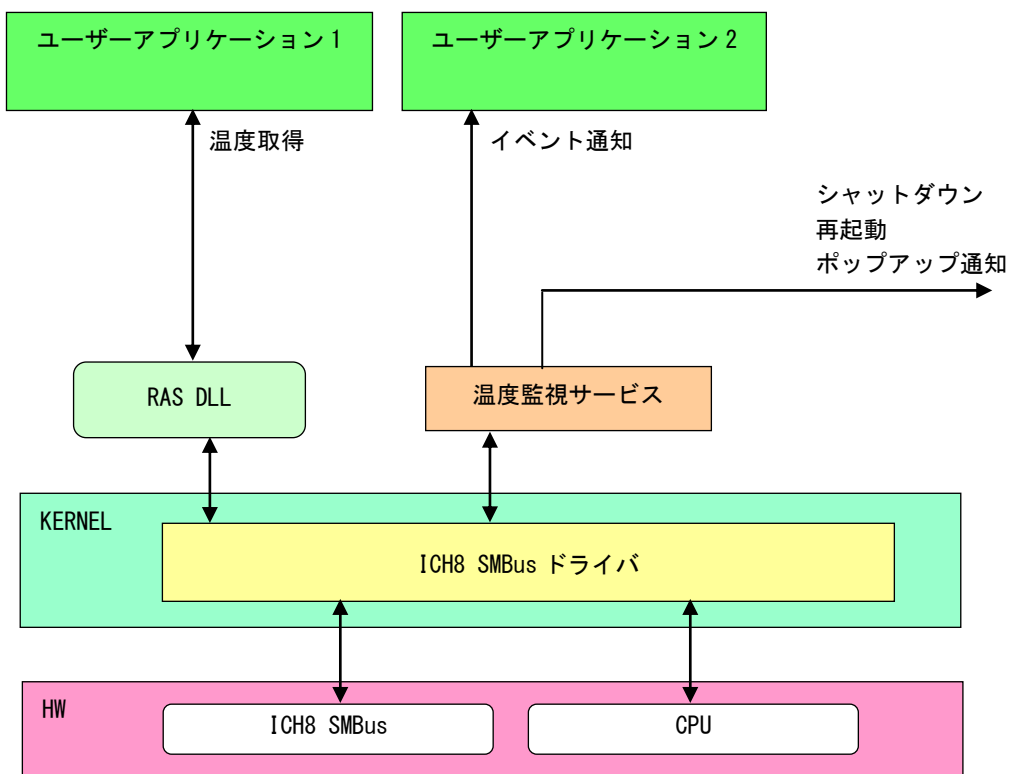 ユーザーアプリケーション 1
ユーザーアプリケーション 2
温度取得
イベント通知
シャットダウン
再起動
ポップアップ通知
RAS DLL
温度監視サービス
KERNEL
ICH8 SMBus ドライバ
HW
ICH8 SMBus
CPU